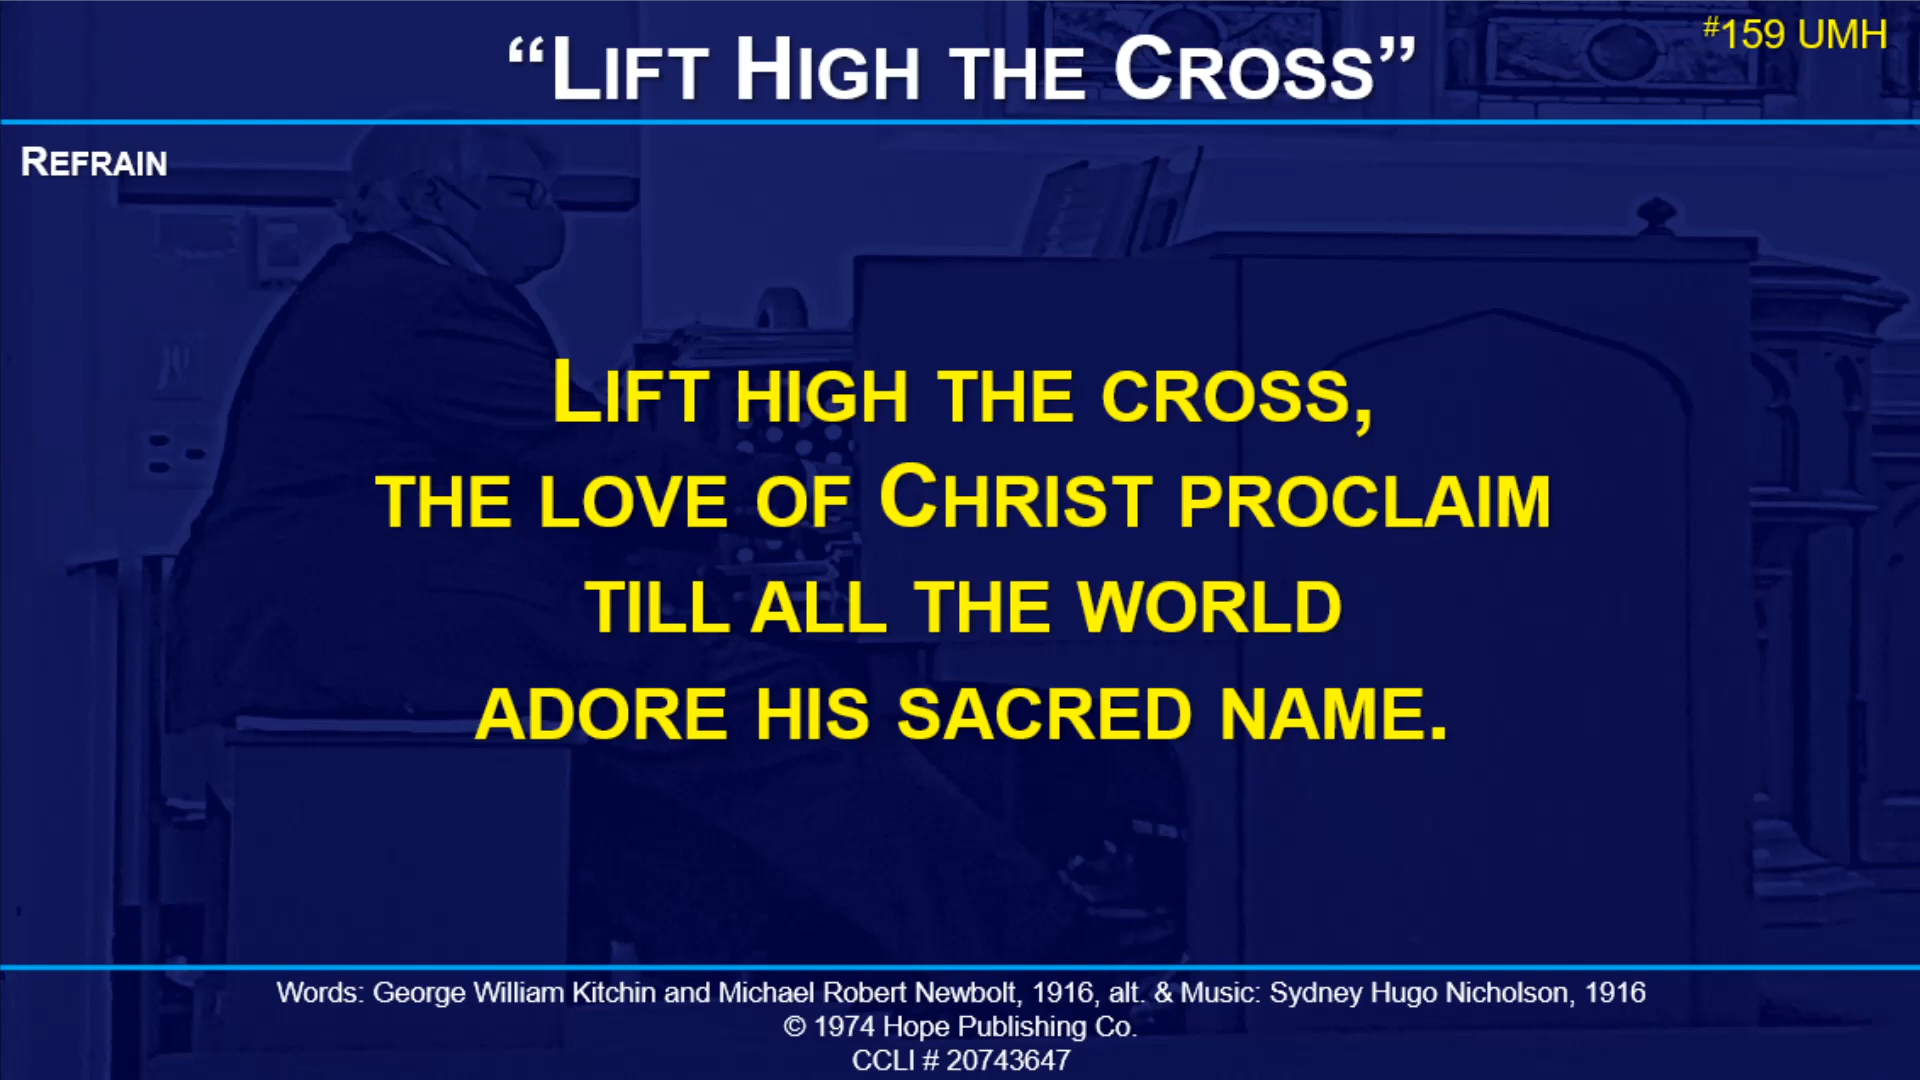 “Lift High the Cross”
#159 UMH
Refrain
Lift high the cross,
the love of Christ proclaim
till all the world
adore his sacred name.
Words: George William Kitchin and Michael Robert Newbolt, 1916, alt. & Music: Sydney Hugo Nicholson, 1916
© 1974 Hope Publishing Co.
CCLI # 20743647